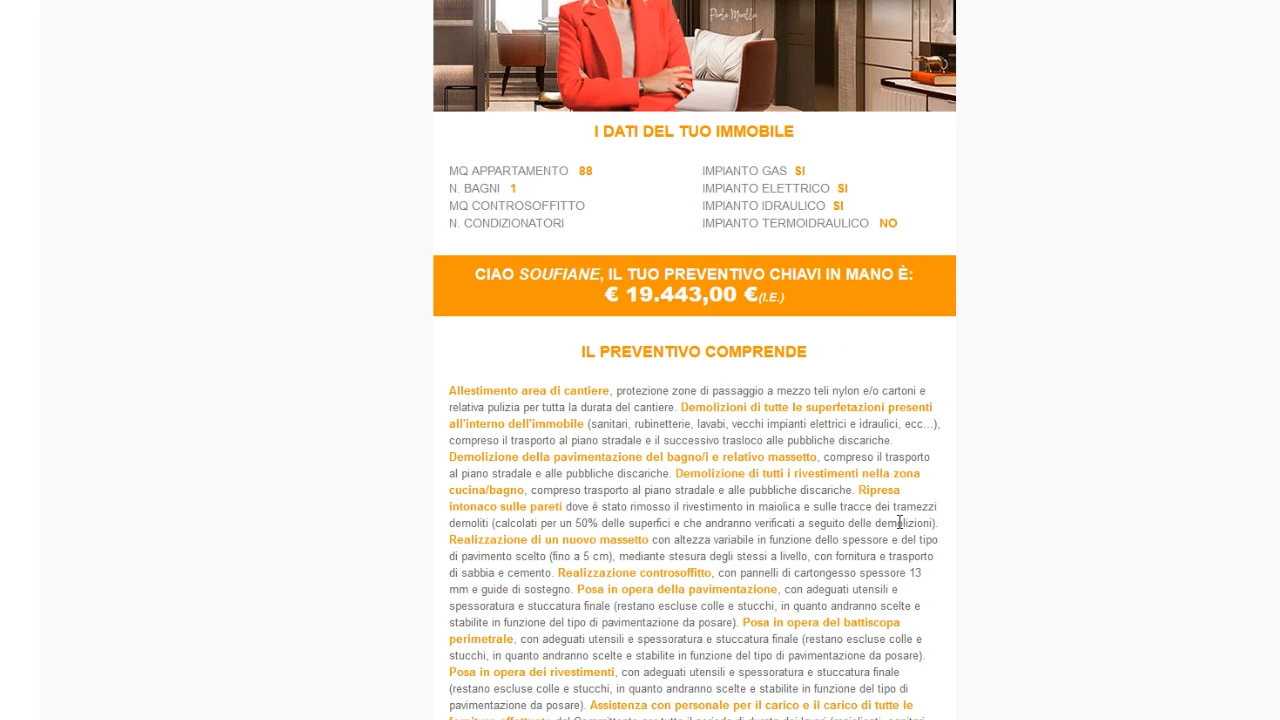 Paola Marella
I DATI DEL TUO IMMOBILE
MQ APPARTAMENTO 88
N. BAGNI 1
MQ CONTROSOFFITTO
N. CONDIZIONATORI
IMPIANTO GAS SI
IMPIANTO ELETTRICO SI
IMPIANTO IDRAULICO SI
IMPIANTO TERMOIDRAULICO NO
CIAO SOUFIANE, IL TUO PREVENTIVO CHIAVI IN MANO È:
€ 19.443,00 €(I.E.)
IL PREVENTIVO COMPRENDE
Allestimento area di cantiere, protezione zone di passaggio a mezzo teli nylon e/o cartoni e
relativa pulizia per tutta la durata del cantiere. Demolizioni di tutte le superfetazioni presenti
all'interno dell'immobile (sanitari, rubinetterie, lavabi, vecchi impianti elettrici e idraulici, ecc...),
compreso il trasporto al piano stradale e il successivo trasloco alle pubbliche discariche.
Demolizione della pavimentazione del bagno/i e relativo massetto, compreso il trasporto
al piano stradale e alle pubbliche discariche. Demolizione di tutti i rivestimenti nella zona
cucina/bagno, compreso trasporto al piano stradale e alle pubbliche discariche. Ripresa
intonaco sulle pareti dove è stato rimosso il rivestimento in maiolica e sulle tracce dei tramezzi
demoliti (calcolati per un 50% delle superfici e che andranno verificati a seguito delle demolizioni).
Realizzazione di un nuovo massetto con altezza variabile in funzione dello spessore e del tipo
di pavimento scelto (fino a 5 cm), mediante stesura degli stessi a livello, con fornitura e trasporto
di sabbia e cemento. Realizzazione controsoffitto, con pannelli di cartongesso spessore 13
mm e guide di sostegno. Posa in opera della pavimentazione, con adeguati utensili e
spessoratura e stuccatura finale (restano escluse colle e stucchi, in quanto andranno scelte e
stabilite in funzione del tipo di pavimentazione da posare). Posa in opera del battiscopa
perimetrale, con adeguati utensili e spessoratura e stuccatura finale (restano escluse colle e
stucchi, in quanto andranno scelte e stabilite in funzione del tipo di pavimentazione da posare).
Posa in opera dei rivestimenti, con adeguati utensili e spessoratura e stuccatura finale
(restano escluse colle e stucchi, in quanto andranno scelte e stabilite in funzione del tipo di
pavimentazione da posare). Assistenza con personale per il carico e il carico di tutte le